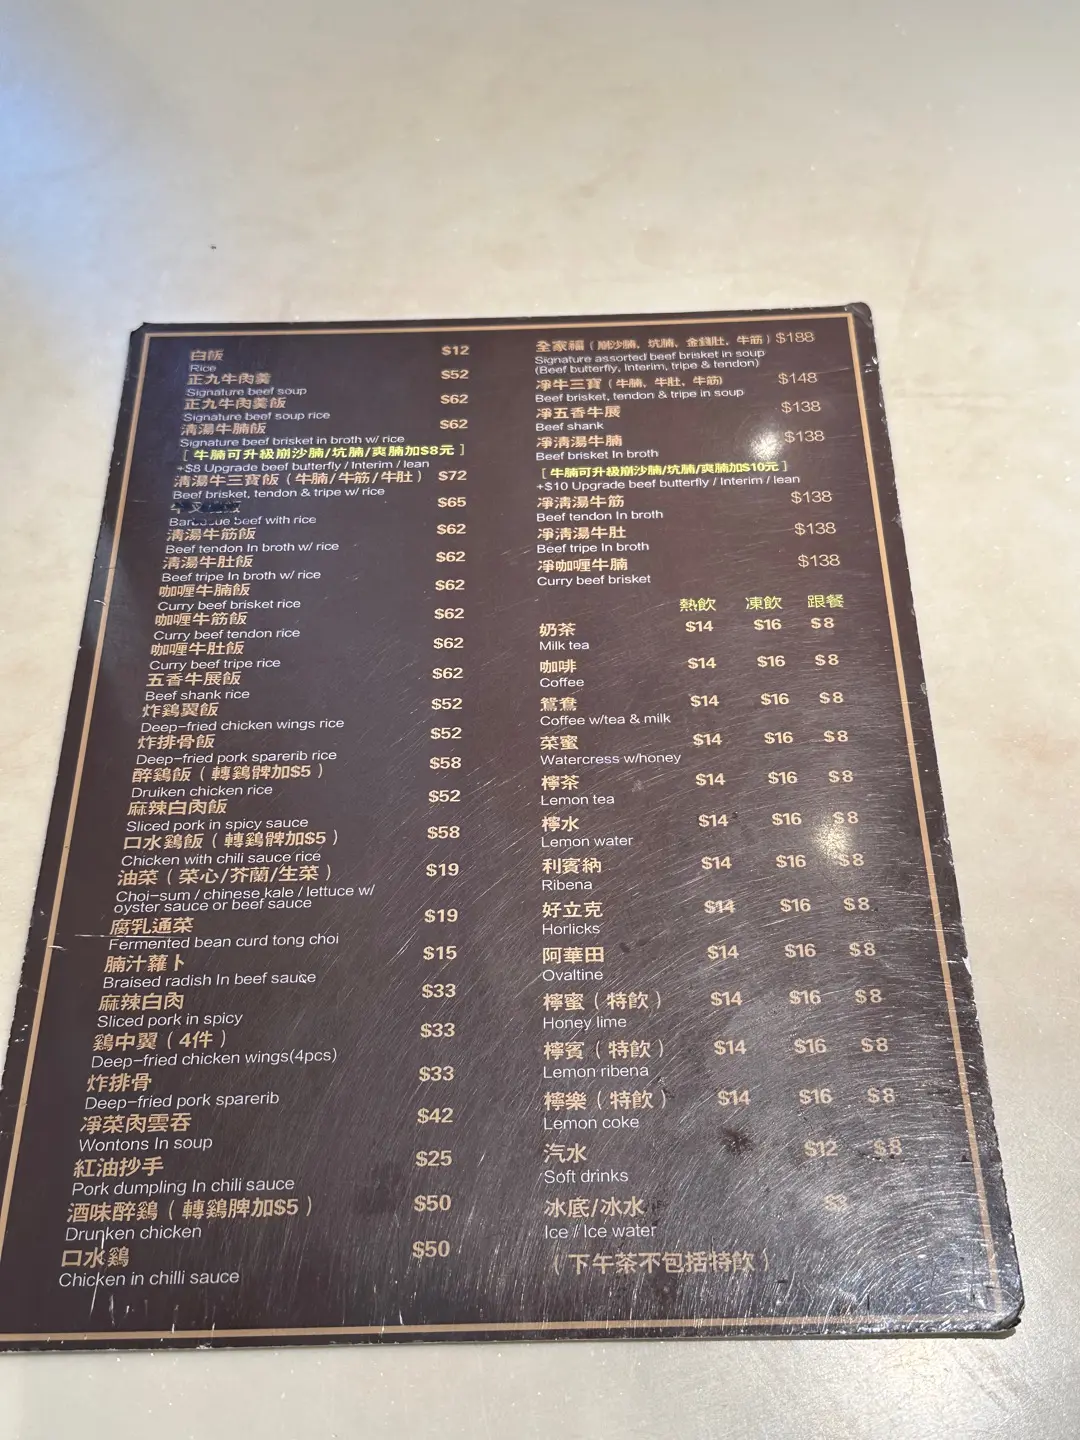 白飯 $12
Rice
正九牛肉羹 $52
Signature beef soup
正九牛肉羹飯 $62
Signature beef soup rice
清湯牛腩飯 $62
Signature beef brisket in broth w/ rice
[ 牛腩可升級崩沙腩/坑腩/爽腩加$8元 ]
+$8 Upgrade beef butterfly / Interim / lean
清湯牛三寶飯（牛腩/牛筋/牛肚） $72
Beef brisket, tendon & tripe w/ rice
$65
Barbecue beef with rice
清湯牛筋飯 $62
Beef tendon In broth w/ rice
清湯牛肚飯 $62
Beef tripe In broth w/ rice
咖喱牛腩飯 $62
Curry beef brisket rice
咖喱牛筋飯 $62
Curry beef tendon rice
咖喱牛肚飯 $62
Curry beef tripe rice
五香牛展飯 $62
Beef shank rice
炸鷄翼飯 $52
Deep-fried chicken wings rice
炸排骨飯 $52
Deep-fried pork sparerib rice
醉鷄飯（轉鷄髀加$5） $58
Druiken chicken rice
麻辣白肉飯 $52
Sliced pork in spicy sauce
口水鷄飯（轉鷄髀加$5） $58
Chicken with chili sauce rice
油菜（菜心/芥蘭/生菜） $19
Choi-sum / chinese kale / lettuce w/
oyster sauce or beef sauce
腐乳通菜 $19
Fermented bean curd tong choi
腩汁蘿卜 $15
Braised radish In beef sauce
麻辣白肉 $33
Sliced pork in spicy
鷄中翼（4件） $33
Deep-fried chicken wings(4pcs)
炸排骨 $33
Deep-fried pork sparerib
凈菜肉雲吞 $42
Wontons In soup
紅油抄手 $25
Pork dumpling In chili sauce
酒味醉鷄（轉鷄脾加$5） $50
Drunken chicken
口水鷄 $50
Chicken in chilli sauce
全家福（崩沙腩，坑腩，金錢肚，牛筋）$188
Signature assorted beef brisket in soup
(Beef butterfly, Interim, tripe & tendon)
凈牛三寶（牛腩，牛肚，牛筋） $148
Beef brisket, tendon & tripe in soup
凈五香牛展 $138
Beef shank
凈清湯牛腩 $138
Beef brisket In broth
[ 牛腩可升級崩沙腩/坑腩/爽腩加$10元 ]
+$10 Upgrade beef butterfly / Interim / lean
凈清湯牛筋 $138
Beef tendon In broth
凈清湯牛肚 $138
Beef tripe In broth
凈咖喱牛腩 $138
Curry beef brisket
熱飲 凍飲 跟餐
奶茶 $14 $16 $8
Milk tea
咖啡 $14 $16 $8
Coffee
鴛鴦 $14 $16 $8
Coffee w/tea & milk
菜蜜 $14 $16 $8
Watercress w/honey
檸茶 $14 $16 $8
Lemon tea
檸水 $14 $16 $8
Lemon water
利賓納 $14 $16 $8
Ribena
好立克 $14 $16 $8
Horlicks
阿華田 $14 $16 $8
Ovaltine
檸蜜（特飲） $14 $16 $8
Honey lime
檸賓（特飲） $14 $16 $8
Lemon ribena
檸樂（特飲） $14 $16 $8
Lemon coke
汽水 $12 $8
Soft drinks
冰底/冰水 $3
Ice / Ice water
（下午茶不包括特飲）